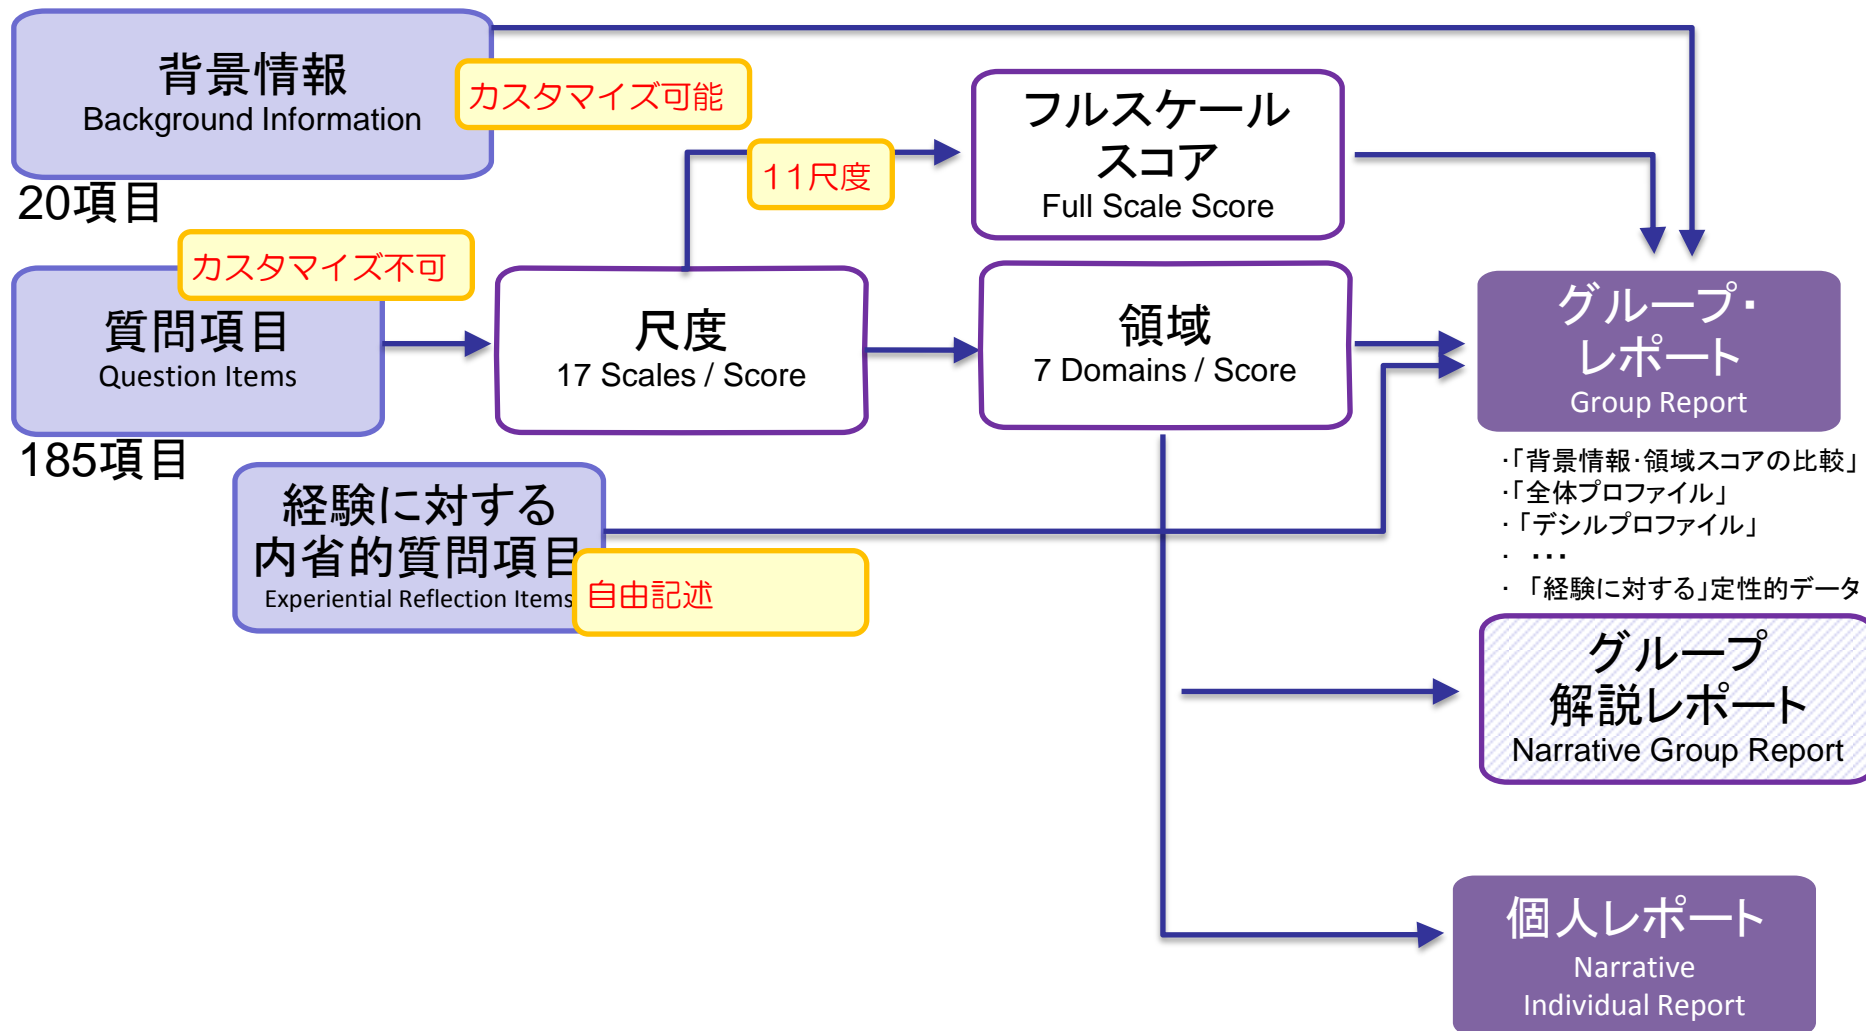 背景情報
Background Information
カスタマイズ可能
20項目
フルスケール
スコア
Full Scale Score
11尺度
カスタマイズ不可
質問項目
Question Items
185項目
尺度
17 Scales / Score
領域
7 Domains / Score
グループ・
レポート
Group Report
・「背景情報・領域スコアの比較」
・「全体プロファイル」
・「デシルプロファイル」
・ ・・・
・ 「経験に対する」定性的データ
経験に対する
内省的質問項目
Experiential Reflection Items
自由記述
グループ
解説レポート
Narrative Group Report
個人レポート
Narrative
Individual Report